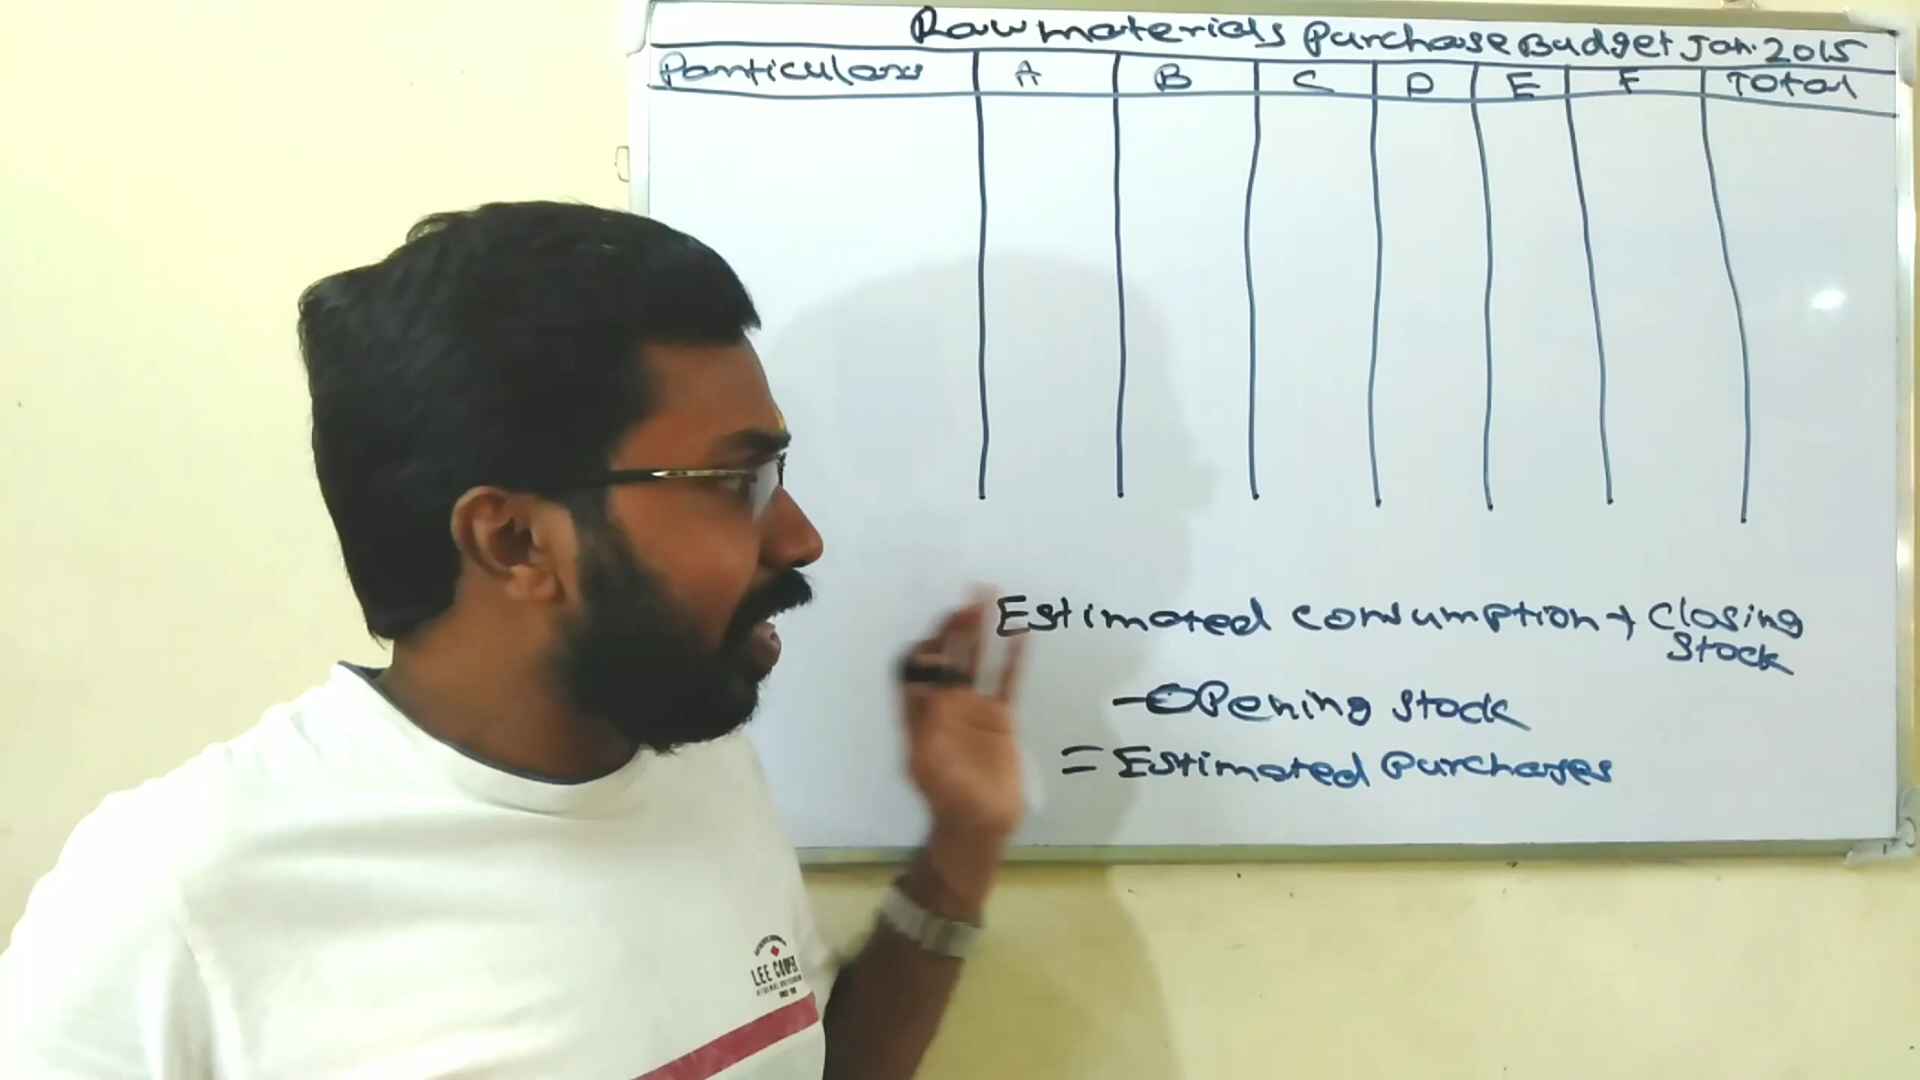 Raw materials Purchase Budget Jan. 2015
Particulars A B C D E F Total
Estimated consumption + Closing
Stock
- Opening Stock
= Estimated Purchases
LEE COOPER